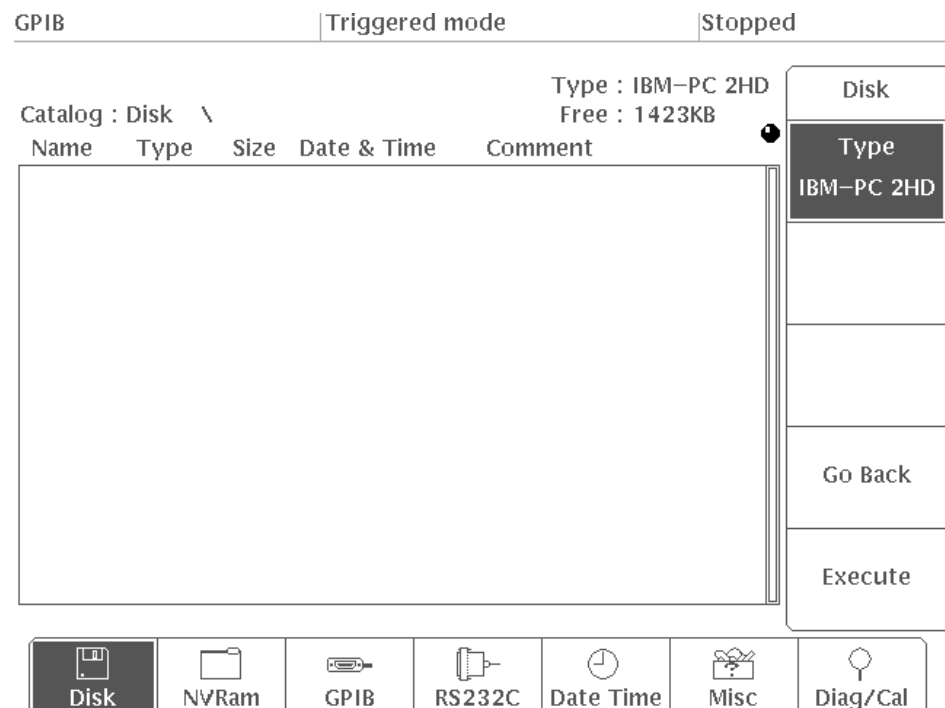 GPIB Triggered mode Stopped
Type : IBM-PC 2HD
Catalog : Disk \ Free : 1423KB
Name Type Size Date & Time Comment
Disk
Type
IBM-PC 2HD
Go Back
Execute
Disk NVRam GPIB RS232C Date Time Misc Diag/Cal